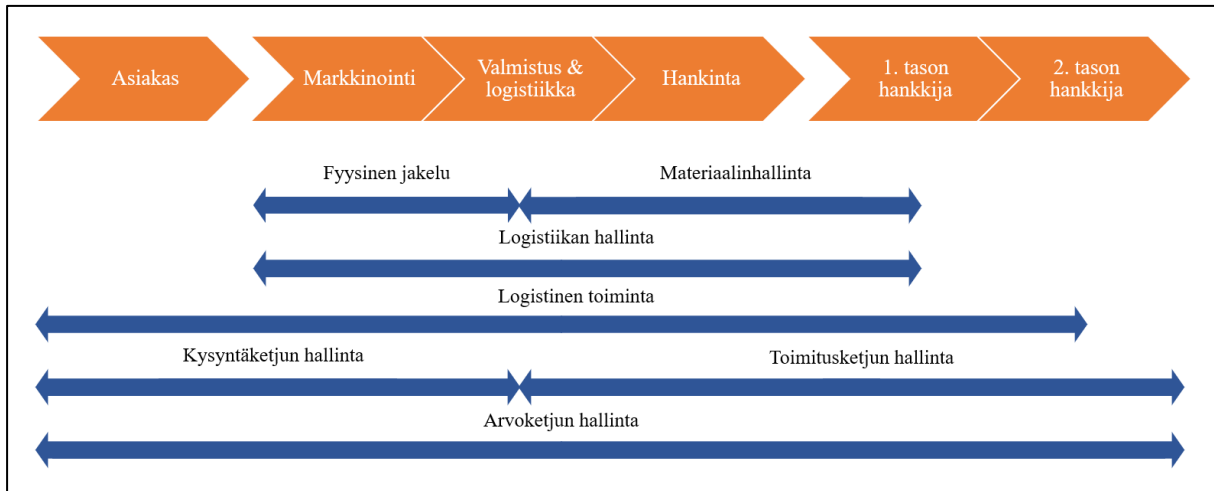 Asiakas
Markkinointi
Valmistus &
logistiikka
Hankinta
1. tason
hankkija
2. tason
hankkija
Fyysinen jakelu
Materiaalinhallinta
Logistiikan hallinta
Logistinen toiminta
Kysyntäketjun hallinta
Toimitusketjun hallinta
Arvoketjun hallinta